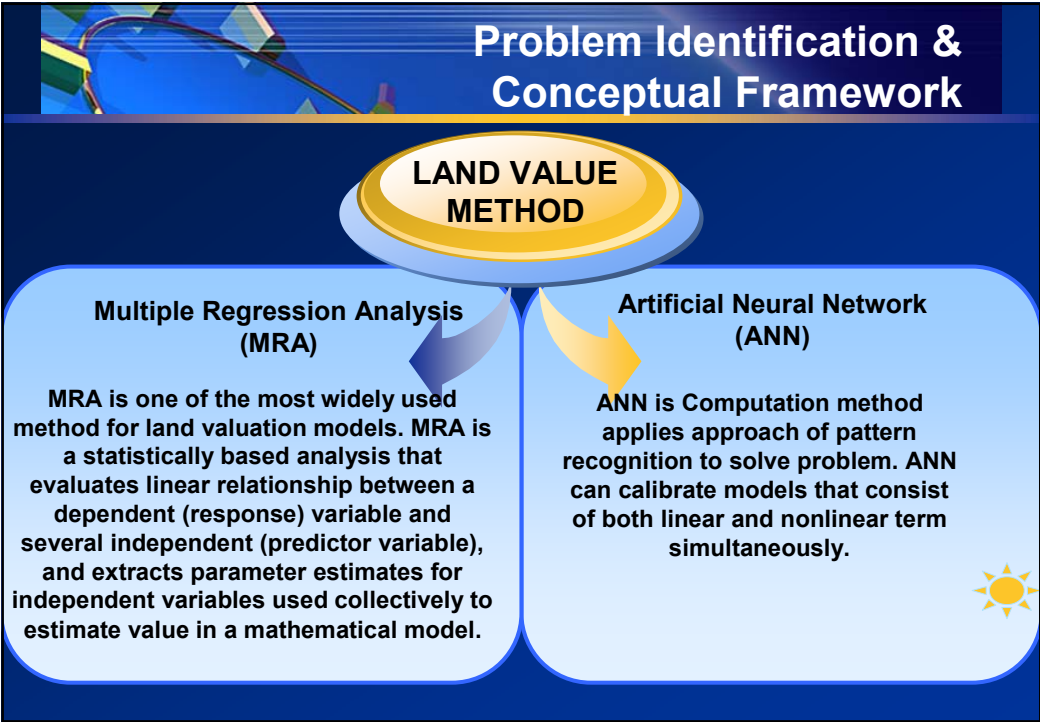 Problem Identification &
Conceptual Framework
LAND VALUE
METHOD
Multiple Regression Analysis
(MRA)
MRA is one of the most widely used
method for land valuation models. MRA is
a statistically based analysis that
evaluates linear relationship between a
dependent (response) variable and
several independent (predictor variable),
and extracts parameter estimates for
independent variables used collectively to
estimate value in a mathematical model.
Artificial Neural Network
(ANN)
ANN is Computation method
applies approach of pattern
recognition to solve problem. ANN
can calibrate models that consist
of both linear and nonlinear term
simultaneously.